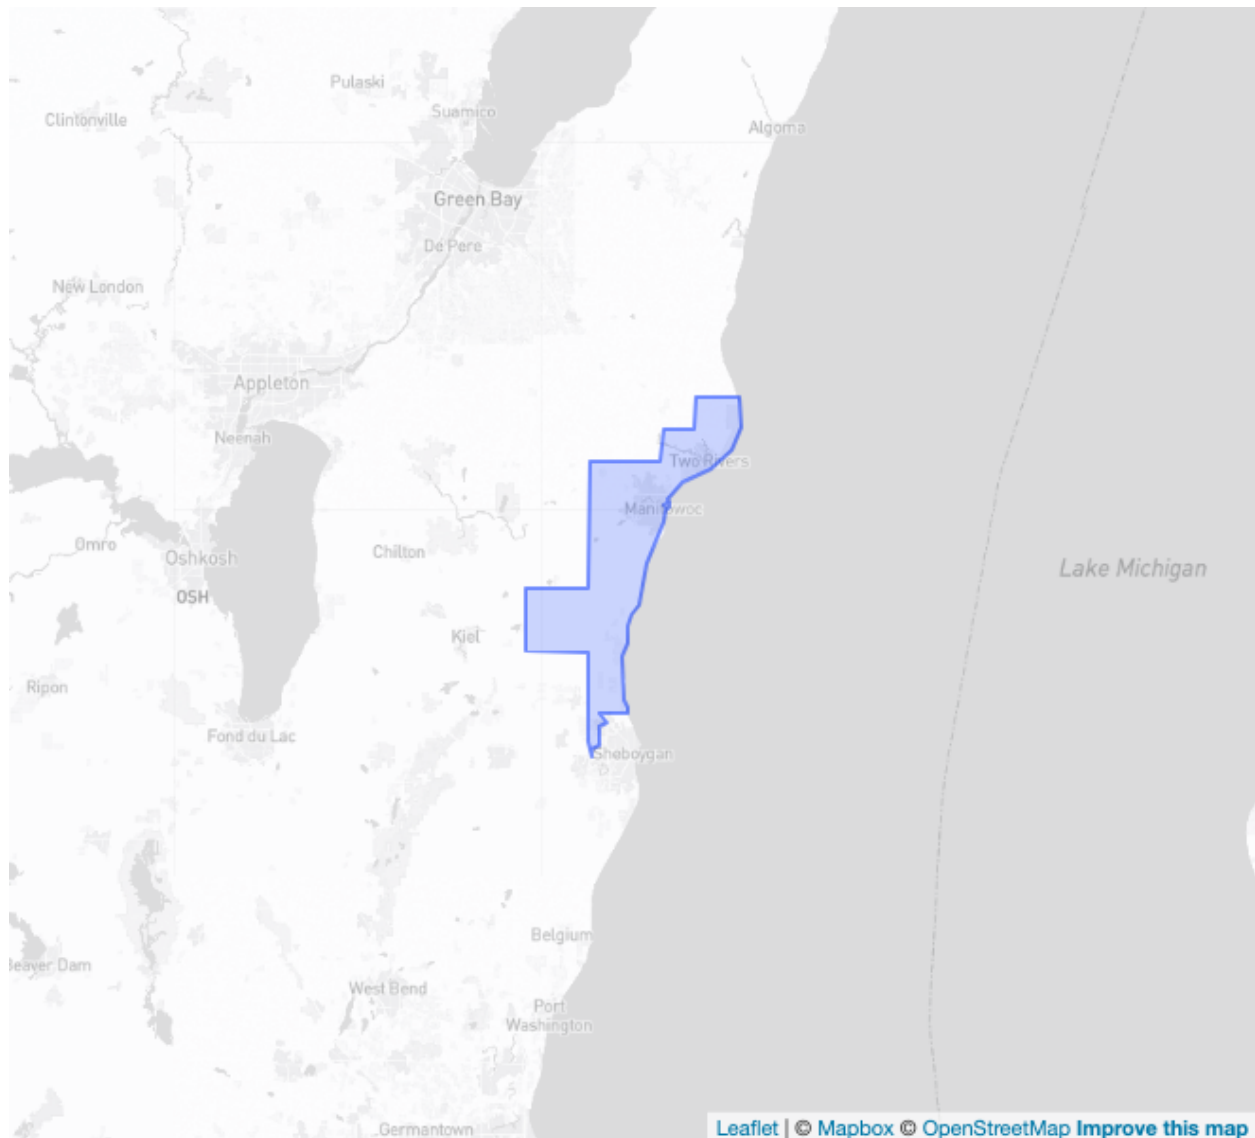 Pulaski
Suamico
Clintonville
Algoma
Green Bay
De Pere
New London
Appleton
Neenah
Two Rivers
Manitowoc
Omro
Oshkosh
Chilton
Lake Michigan
OSH
Kiel
Ripon
Fond du Lac
Sheboygan
Belgium
Beaver Dam
West Bend
Port
Washington
Germantown
Leaflet | © Mapbox © OpenStreetMap Improve this map